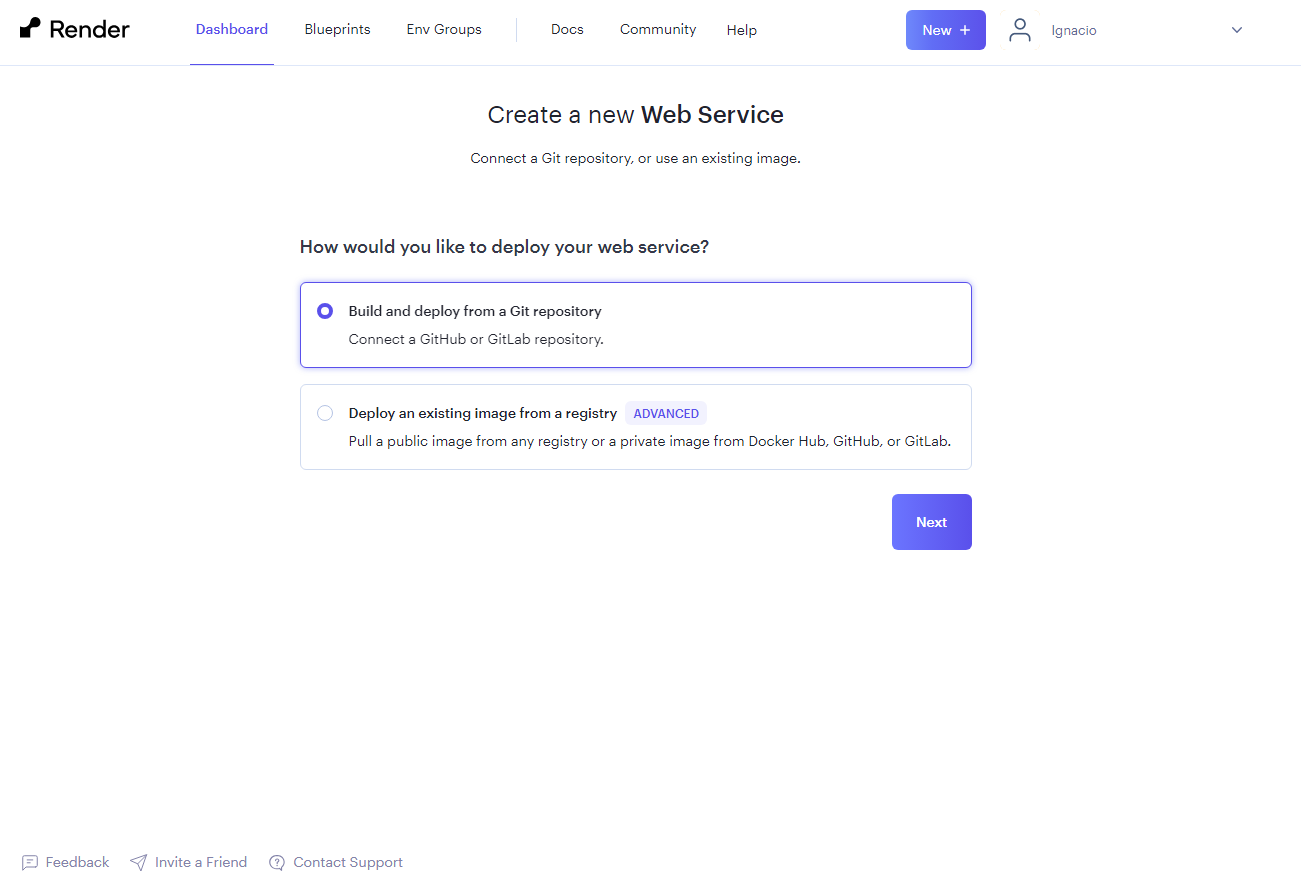 Render
Dashboard
Blueprints
Env Groups
Docs
Community
Help
New +
Ignacio
Create a new Web Service
Connect a Git repository, or use an existing image.
How would you like to deploy your web service?
Build and deploy from a Git repository
Connect a GitHub or GitLab repository.
Deploy an existing image from a registry ADVANCED
Pull a public image from any registry or a private image from Docker Hub, GitHub, or GitLab.
Next
Feedback
Invite a Friend
Contact Support